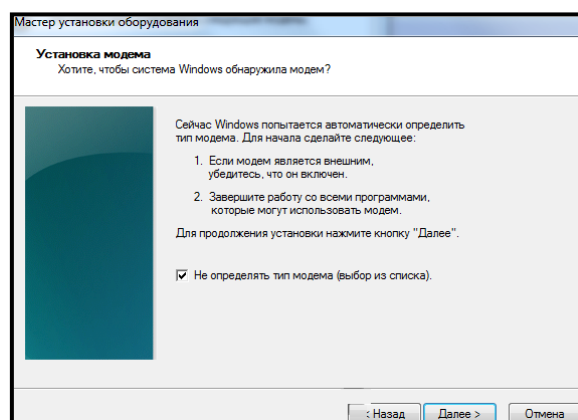 Мастер установки оборудования
Установка модема
Хотите, чтобы система Windows обнаружила модем?
Сейчас Windows попытается автоматически определить
тип модема. Для начала сделайте следующее:
1. Если модем является внешним,
убедитесь, что он включен.
2. Завершите работу со всеми программами,
которые могут использовать модем.
Для продолжения установки нажмите кнопку "Далее".
Не определять тип модема (выбор из списка).
< Назад Далее > Отмена